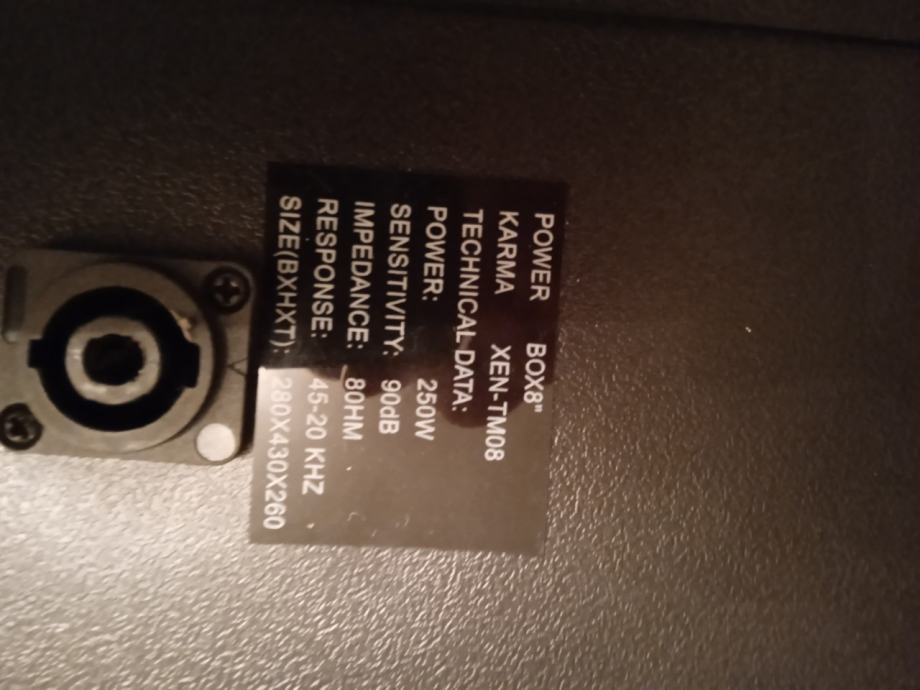 POWER BOX8"
KARMA XEN-TM08
TECHNICAL DATA:
POWER: 250W
SENSITIVITY: 90dB
IMPEDANCE: 80HM
RESPONSE: 45-20 KHZ
SIZE(BXHXT): 280X430X260